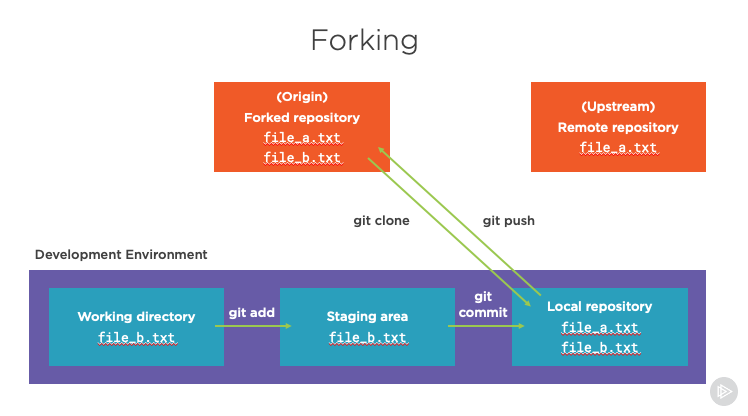 Forking
(Origin)
Forked repository
file_a.txt
file_b.txt
(Upstream)
Remote repository
file_a.txt
git clone
git push
Development Environment
Working directory
file_b.txt
git add
Staging area
file_b.txt
git
commit
Local repository
file_a.txt
file_b.txt